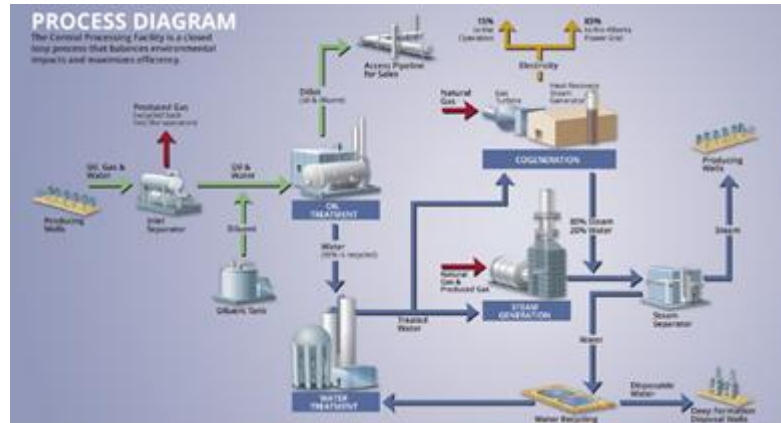 PROCESS DIAGRAM
The Central Processing Facility is a closed
loop process that balances environmental
impacts and maximizes efficiency.
15%
to the
Operation
85%
to the Alberta
Power Grid
Access Pipeline
for Sales
Electricity
Natural
Gas
Gas
Turbine
Heat Recovery
Steam
Generator
Dilbit
(Oil & Diluent)
Produced Gas
Oil, Gas &
Water
Oil &
Water
COGENERATION
Producing
Wells
Producing
Wells
Inlet
Separator
Diluent
OIL
TREATMENT
80% Steam
20% Water
Steam
Water
(90% is recycled)
Natural
Gas &
Produced Gas
Diluent Tank
Treated
Water
STEAM
GENERATION
Steam
Separator
Water
WATER
TREATMENT
Disposable
Water
Water Recycling
Deep Formation
Disposal Wells